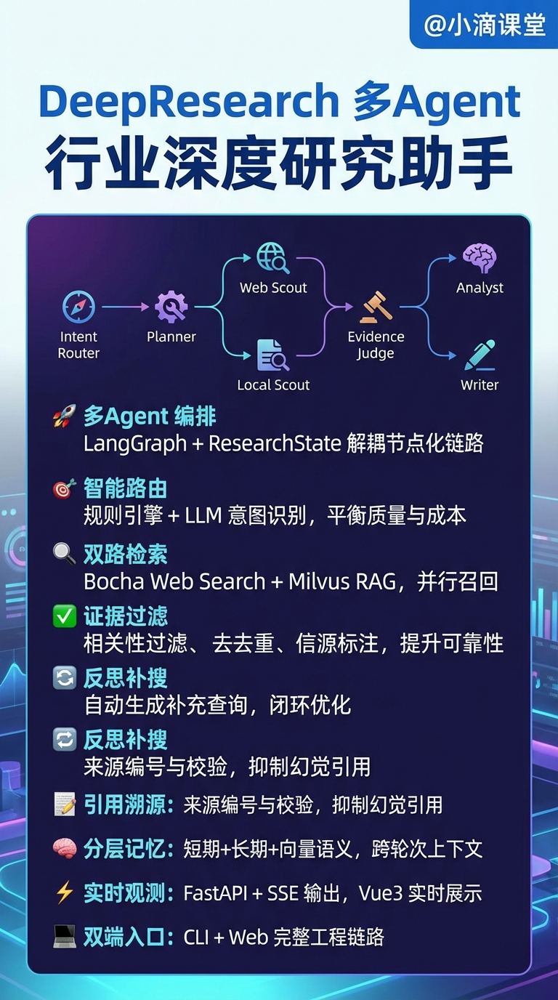 @小滴课堂
DeepResearch 多Agent
行业深度研究助手
Intent
Router
Planner
Web Scout
Local Scout
Evidence
Judge
Analyst
Writer
多Agent 编排
LangGraph + ResearchState 解耦节点化链路
智能路由
规则引擎 + LLM 意图识别，平衡质量与成本
双路检索
Bocha Web Search + Milvus RAG，并行召回
证据过滤
相关性过滤、 去去重、信源标注，提升可靠性
反思补搜
自动生成补充查询，闭环优化
反思补搜
来源编号与校验，抑制幻觉引用
引用溯源：来源编号与校验，抑制幻觉引用
分层记忆：短期+长期+向量语义，跨轮次上下文
实时观测：FastAPI + SSE 输出，Vue3 实时展示
双端入口：CLI + Web 完整工程链路